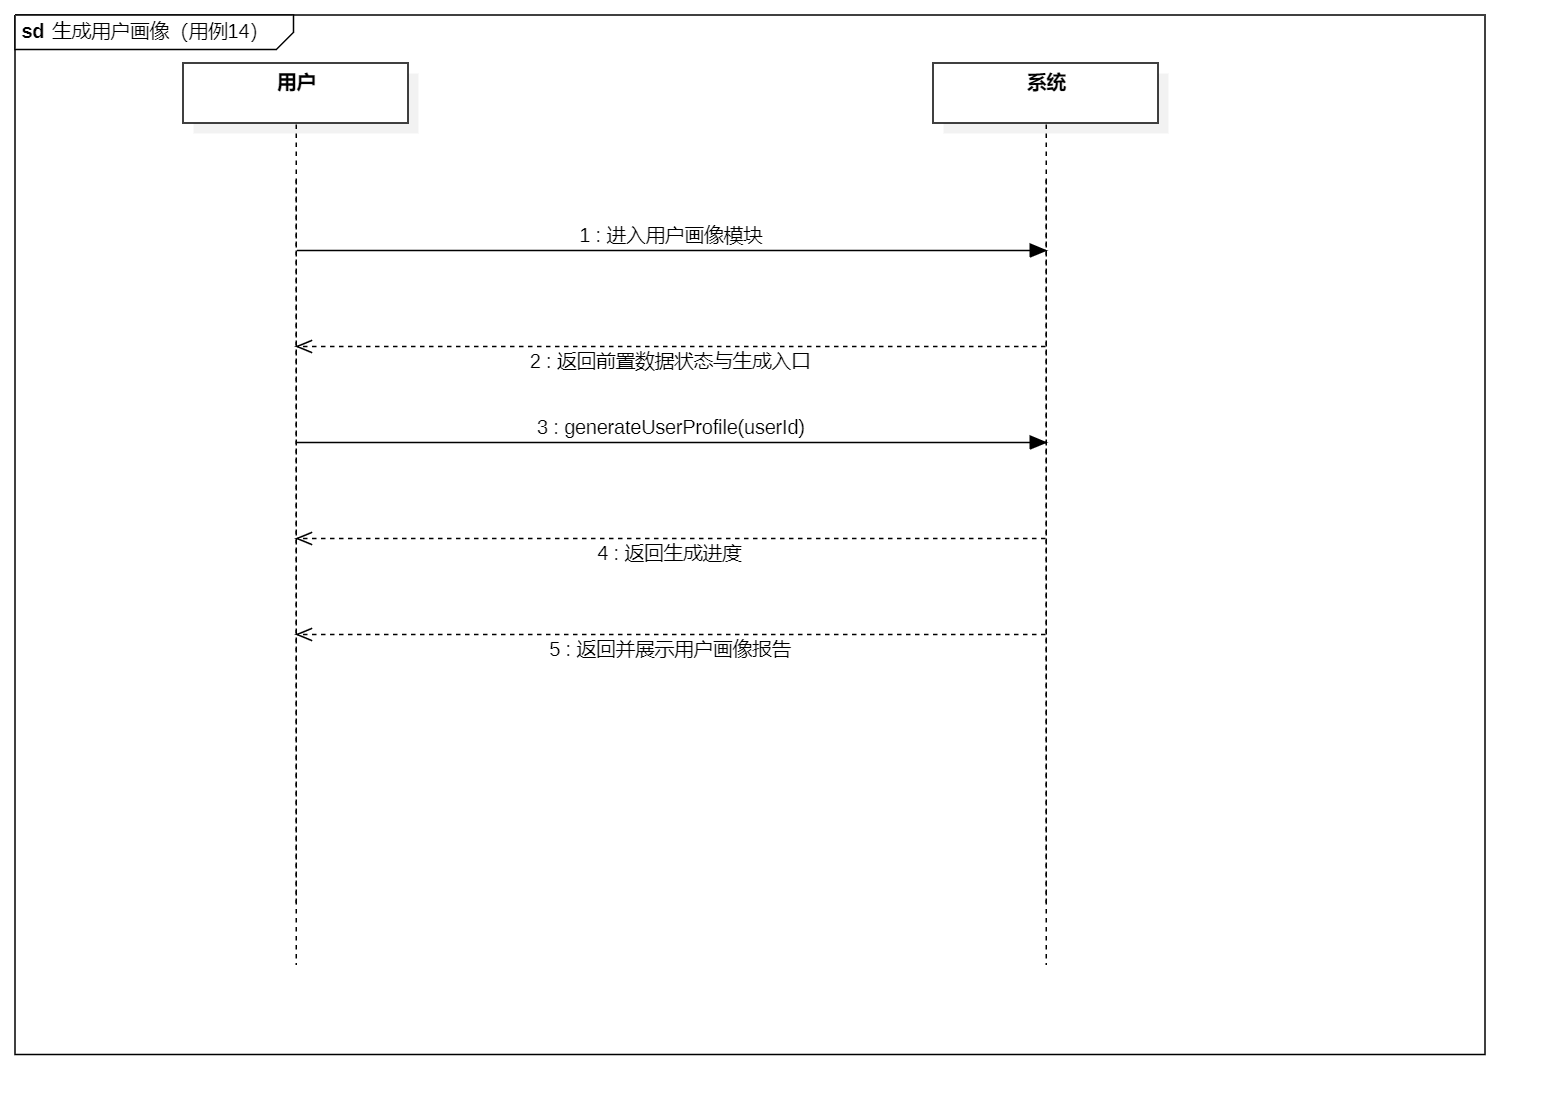 sd 生成用户画像（用例14）
用户
系统
1 : 进入用户画像模块
2 : 返回前置数据状态与生成入口
3 : generateUserProfile(userId)
4 : 返回生成进度
5 : 返回并展示用户画像报告